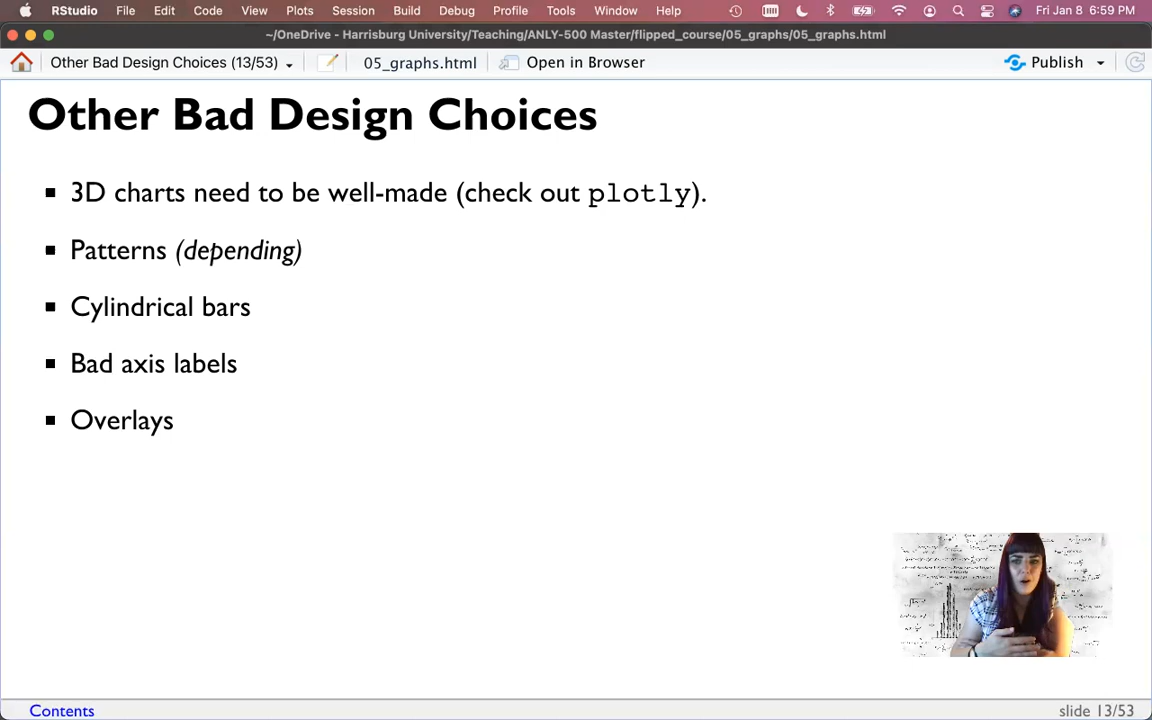 RStudio File Edit Code View Plots Session Build Debug Profile Tools Window Help Fri Jan 8 6:59 PM
~/OneDrive - Harrisburg University/Teaching/ANLY-500 Master/flipped_course/05_graphs/05_graphs.html
Other Bad Design Choices (13/53) 05_graphs.html Open in Browser Publish
Other Bad Design Choices
3D charts need to be well-made (check out plotly).
Patterns (depending)
Cylindrical bars
Bad axis labels
Overlays
Contents slide 13/53